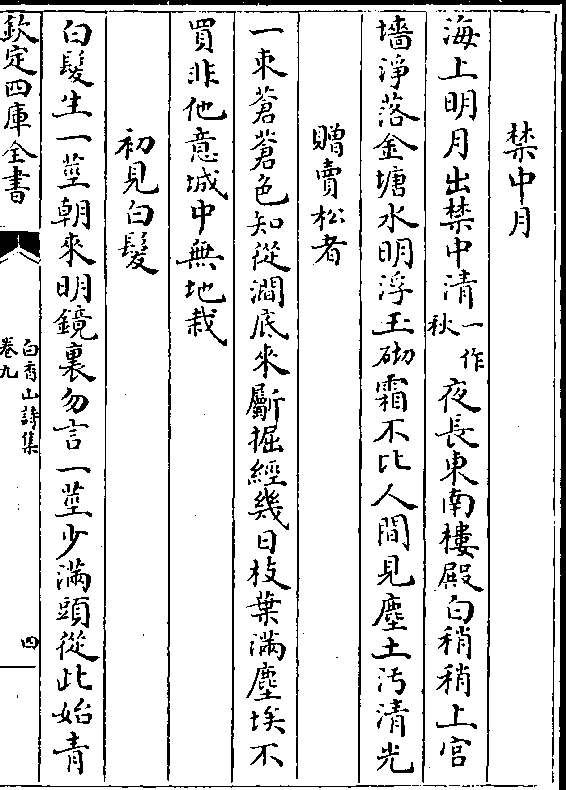 禁中月
海上明月出禁中清一作秋夜長東南樓殿白稍稍上宮
墻淨落金塘水明浮玉砌霜不比人間見塵土汚清光
贈賣松者
一束蒼蒼色知從澗底來斸掘經幾日枝葉滿塵埃不
買非他意城中無地栽
初見白髮
白髮生一莖朝來明鏡裏勿言一莖少滿頭從此始青
欽定四庫全書
白香山詩集
卷九
四